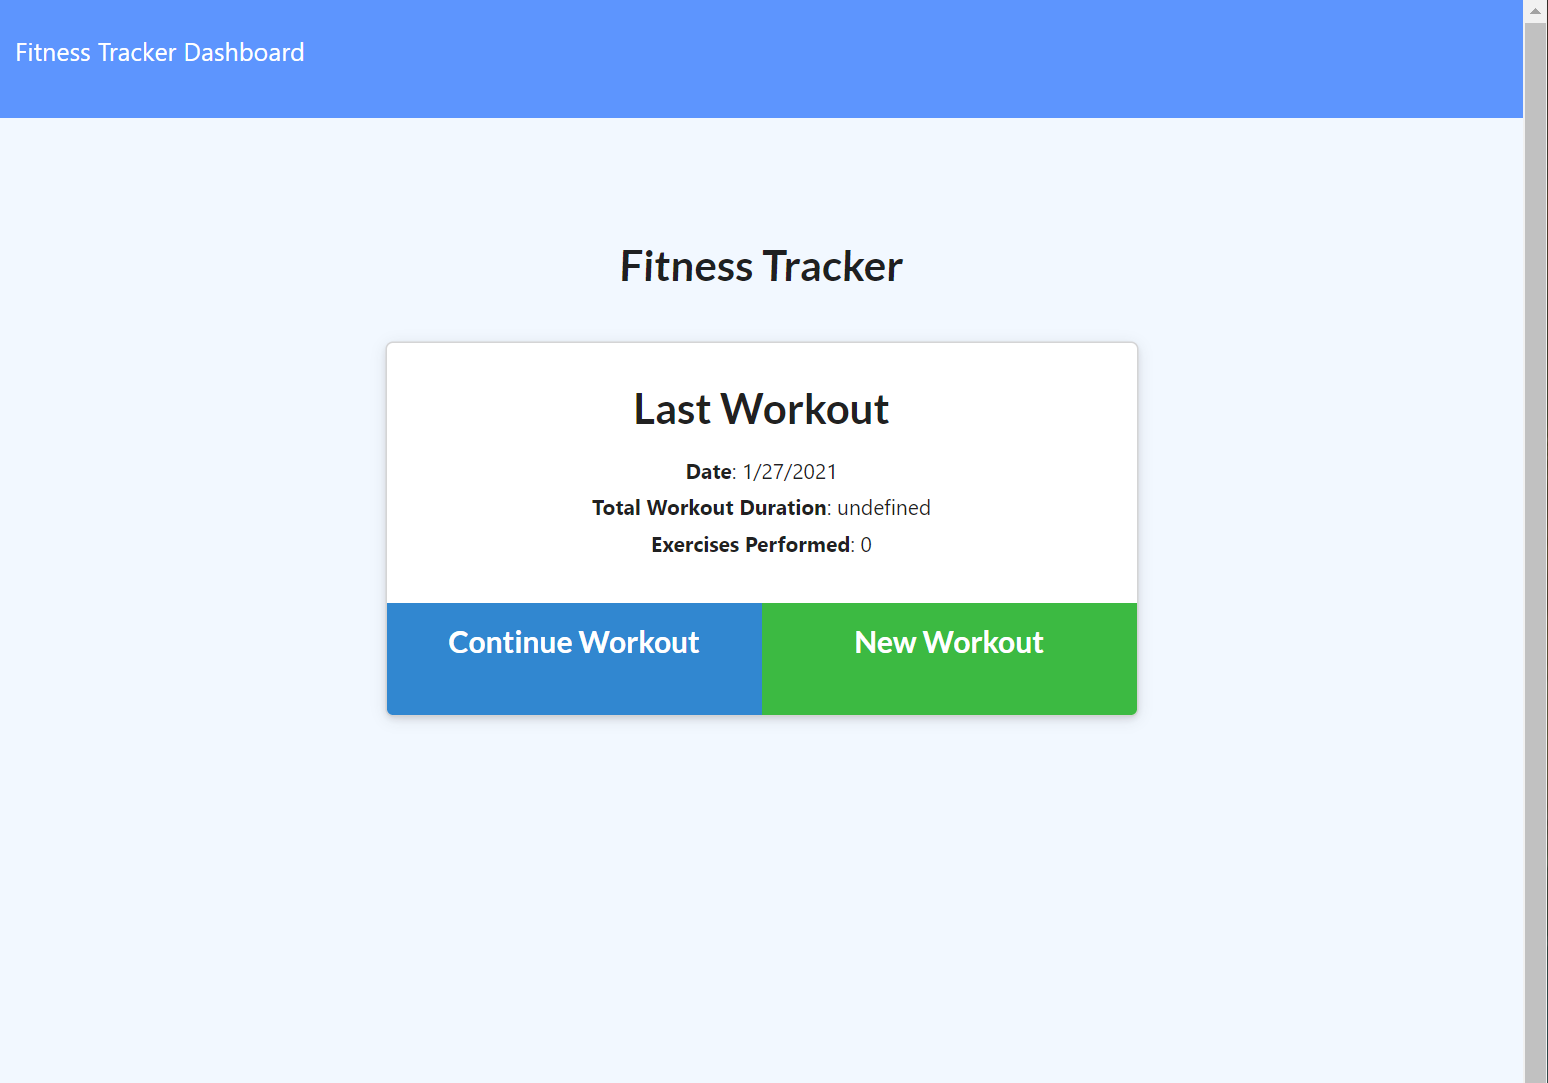 Fitness Tracker Dashboard
Fitness Tracker
Last Workout
Date: 1/27/2021
Total Workout Duration: undefined
Exercises Performed: 0
Continue Workout
New Workout